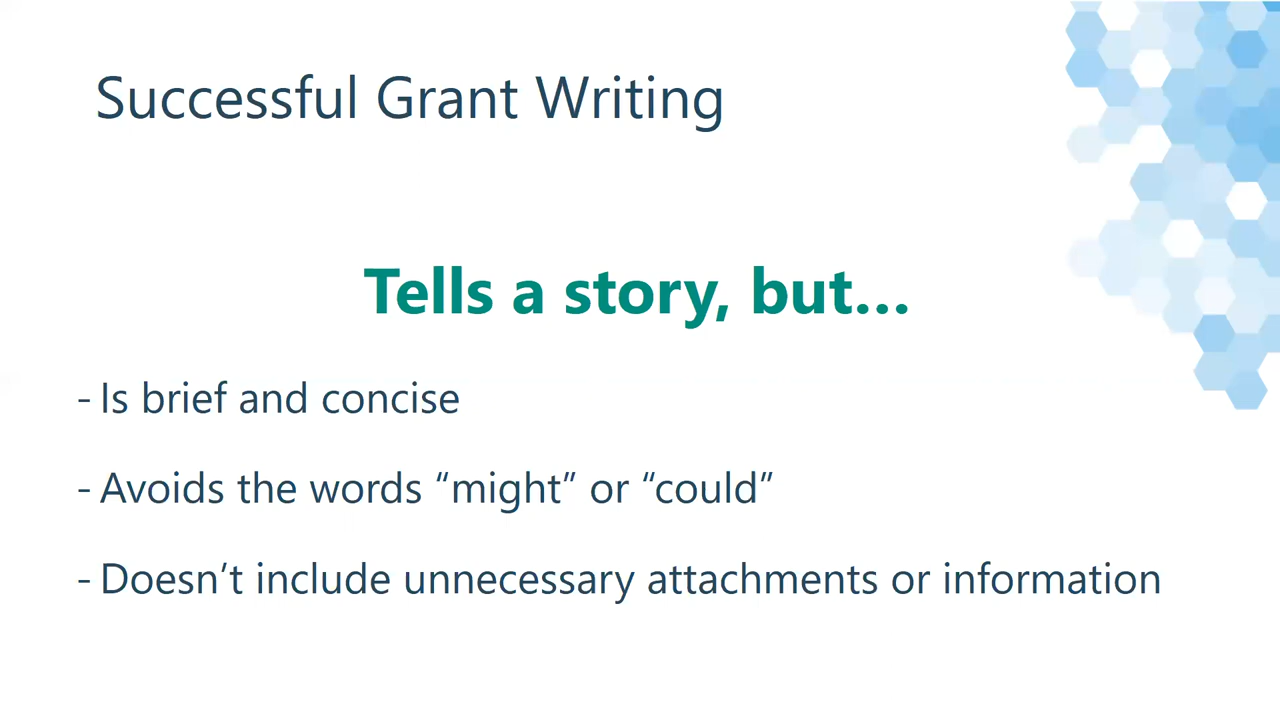 Successful Grant Writing
Tells a story, but...
- Is brief and concise
- Avoids the words “might” or “could”
- Doesn’t include unnecessary attachments or information